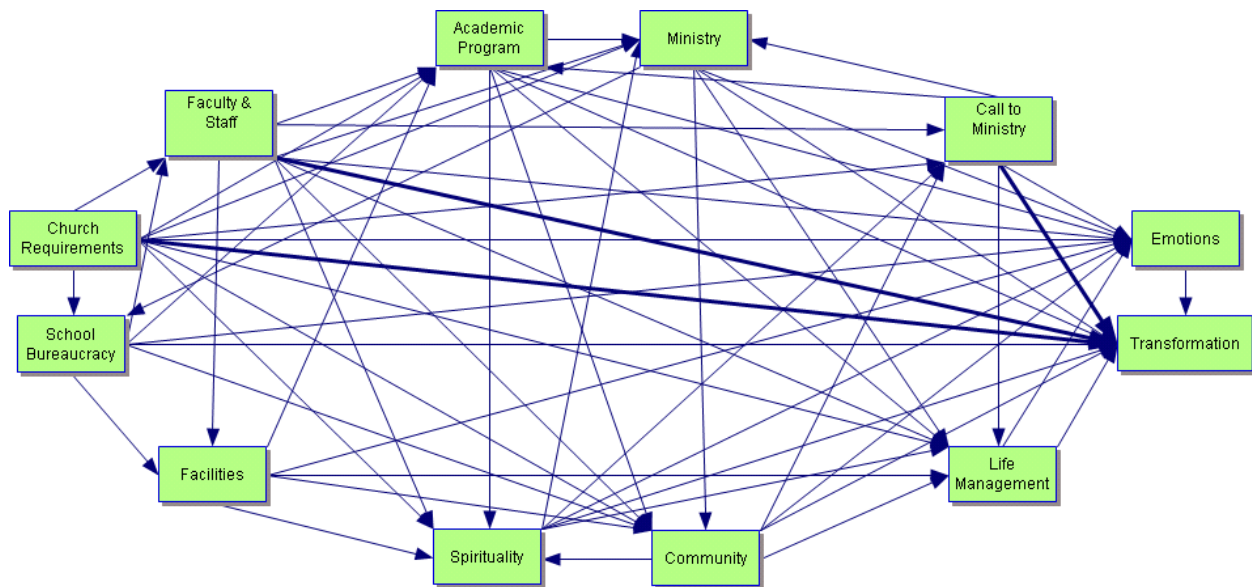 Academic
Program
Ministry
Faculty &
Staff
Call to
Ministry
Church
Requirements
Emotions
School
Bureaucracy
Transformation
Facilities
Life
Management
Spirituality
Community